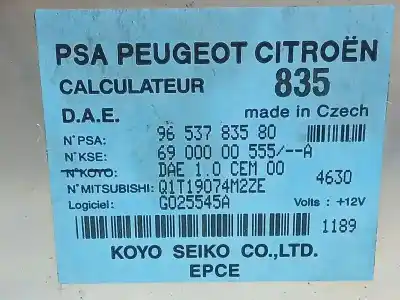 PSA PEUGEOT CITROËN
CALCULATEUR 835
D.A.E. made in Czech
N°PSA: 96 537 835 80
N°KSE: 69 000 00 555/--A
N°KOYO: DAE 1.0 CEM 00 4630
N°MITSUBISHI: Q1T19074M2ZE
Logiciel: G025545A Volts : +12V
1189
KOYO SEIKO CO.,LTD.
EPCE